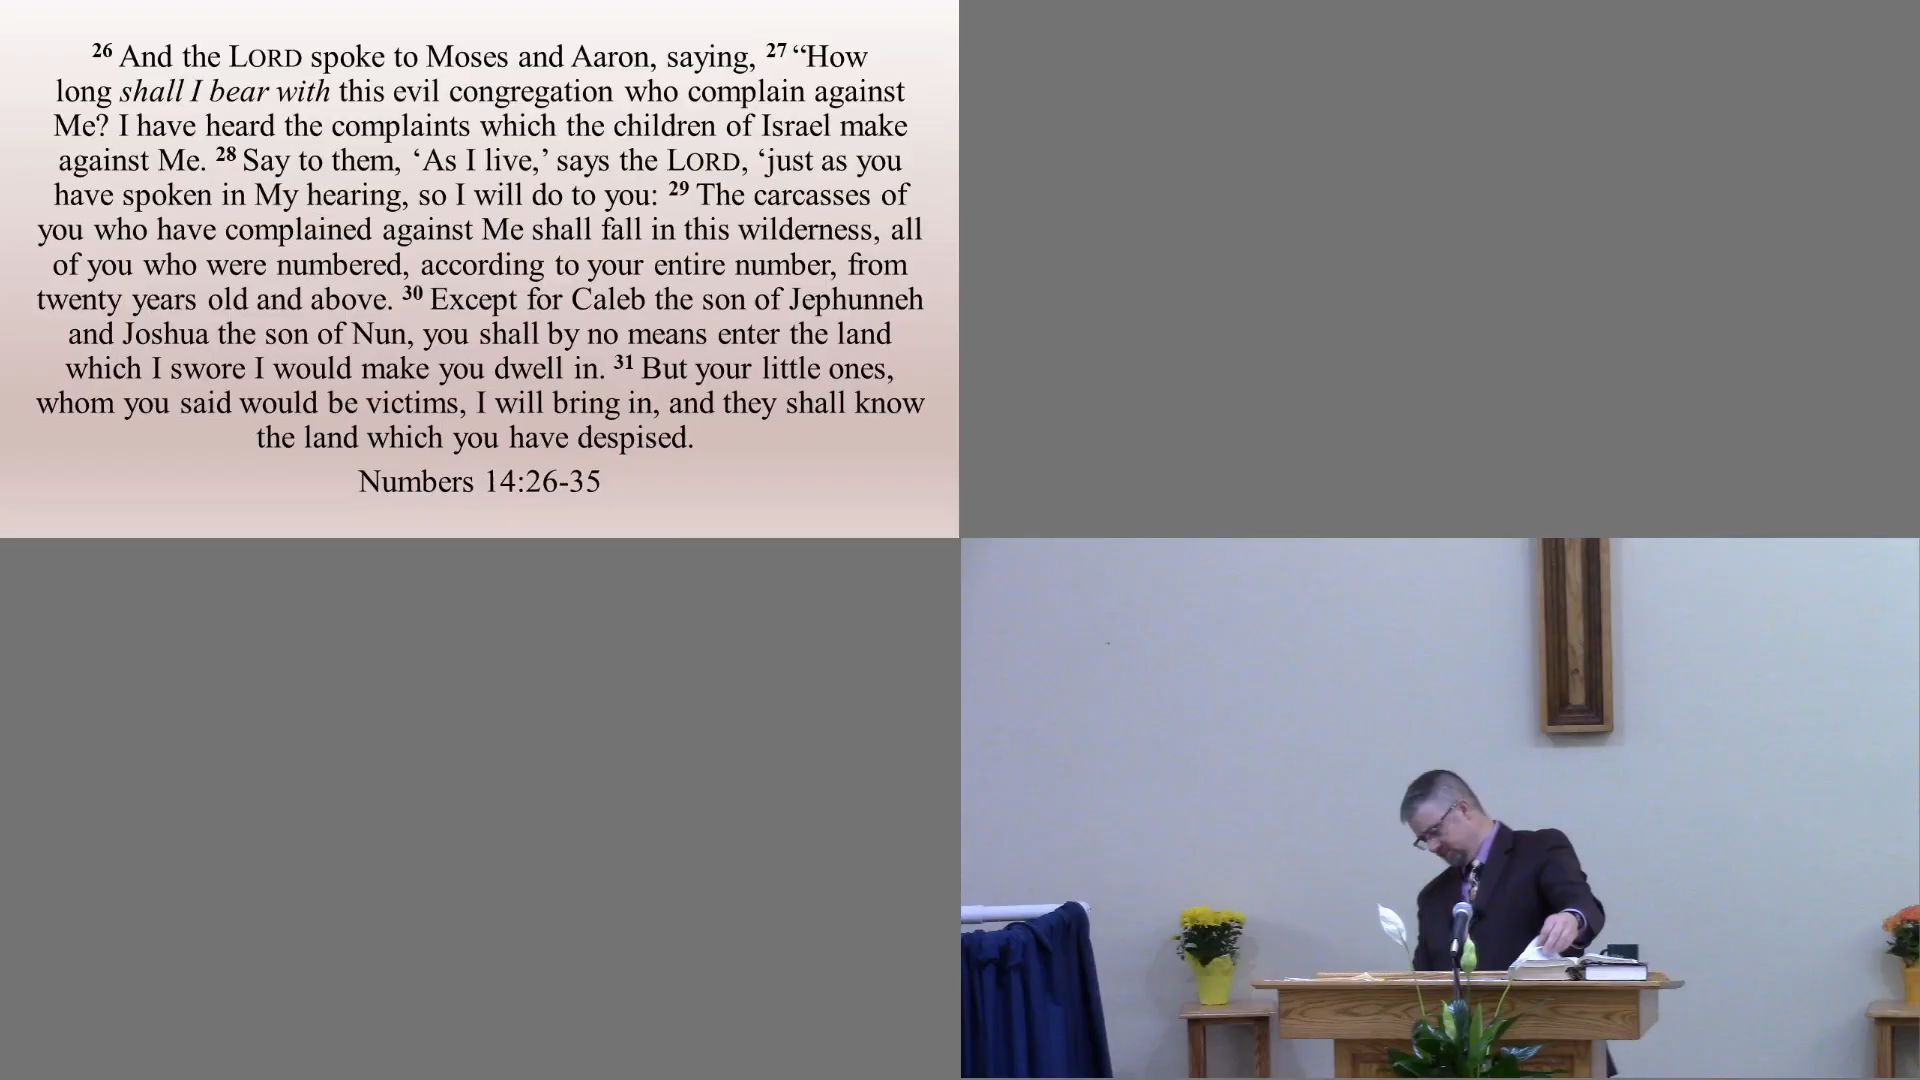 26 And the LORD spoke to Moses and Aaron, saying, 27 “How
long shall I bear with this evil congregation who complain against
Me? I have heard the complaints which the children of Israel make
against Me. 28 Say to them, ‘As I live,’ says the LORD, ‘just as you
have spoken in My hearing, so I will do to you: 29 The carcasses of
you who have complained against Me shall fall in this wilderness, all
of you who were numbered, according to your entire number, from
twenty years old and above. 30 Except for Caleb the son of Jephunneh
and Joshua the son of Nun, you shall by no means enter the land
which I swore I would make you dwell in. 31 But your little ones,
whom you said would be victims, I will bring in, and they shall know
the land which you have despised.
Numbers 14:26-35